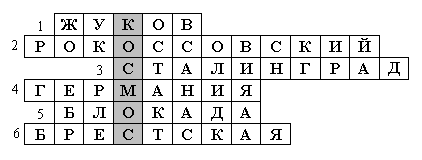 1 ЖУКОВ
2 РОКОССОВСКИЙ
3 СТАЛИНГРАД
4 ГЕРМАНИЯ
5 БЛОКАДА
6 БРЕСТСКАЯ